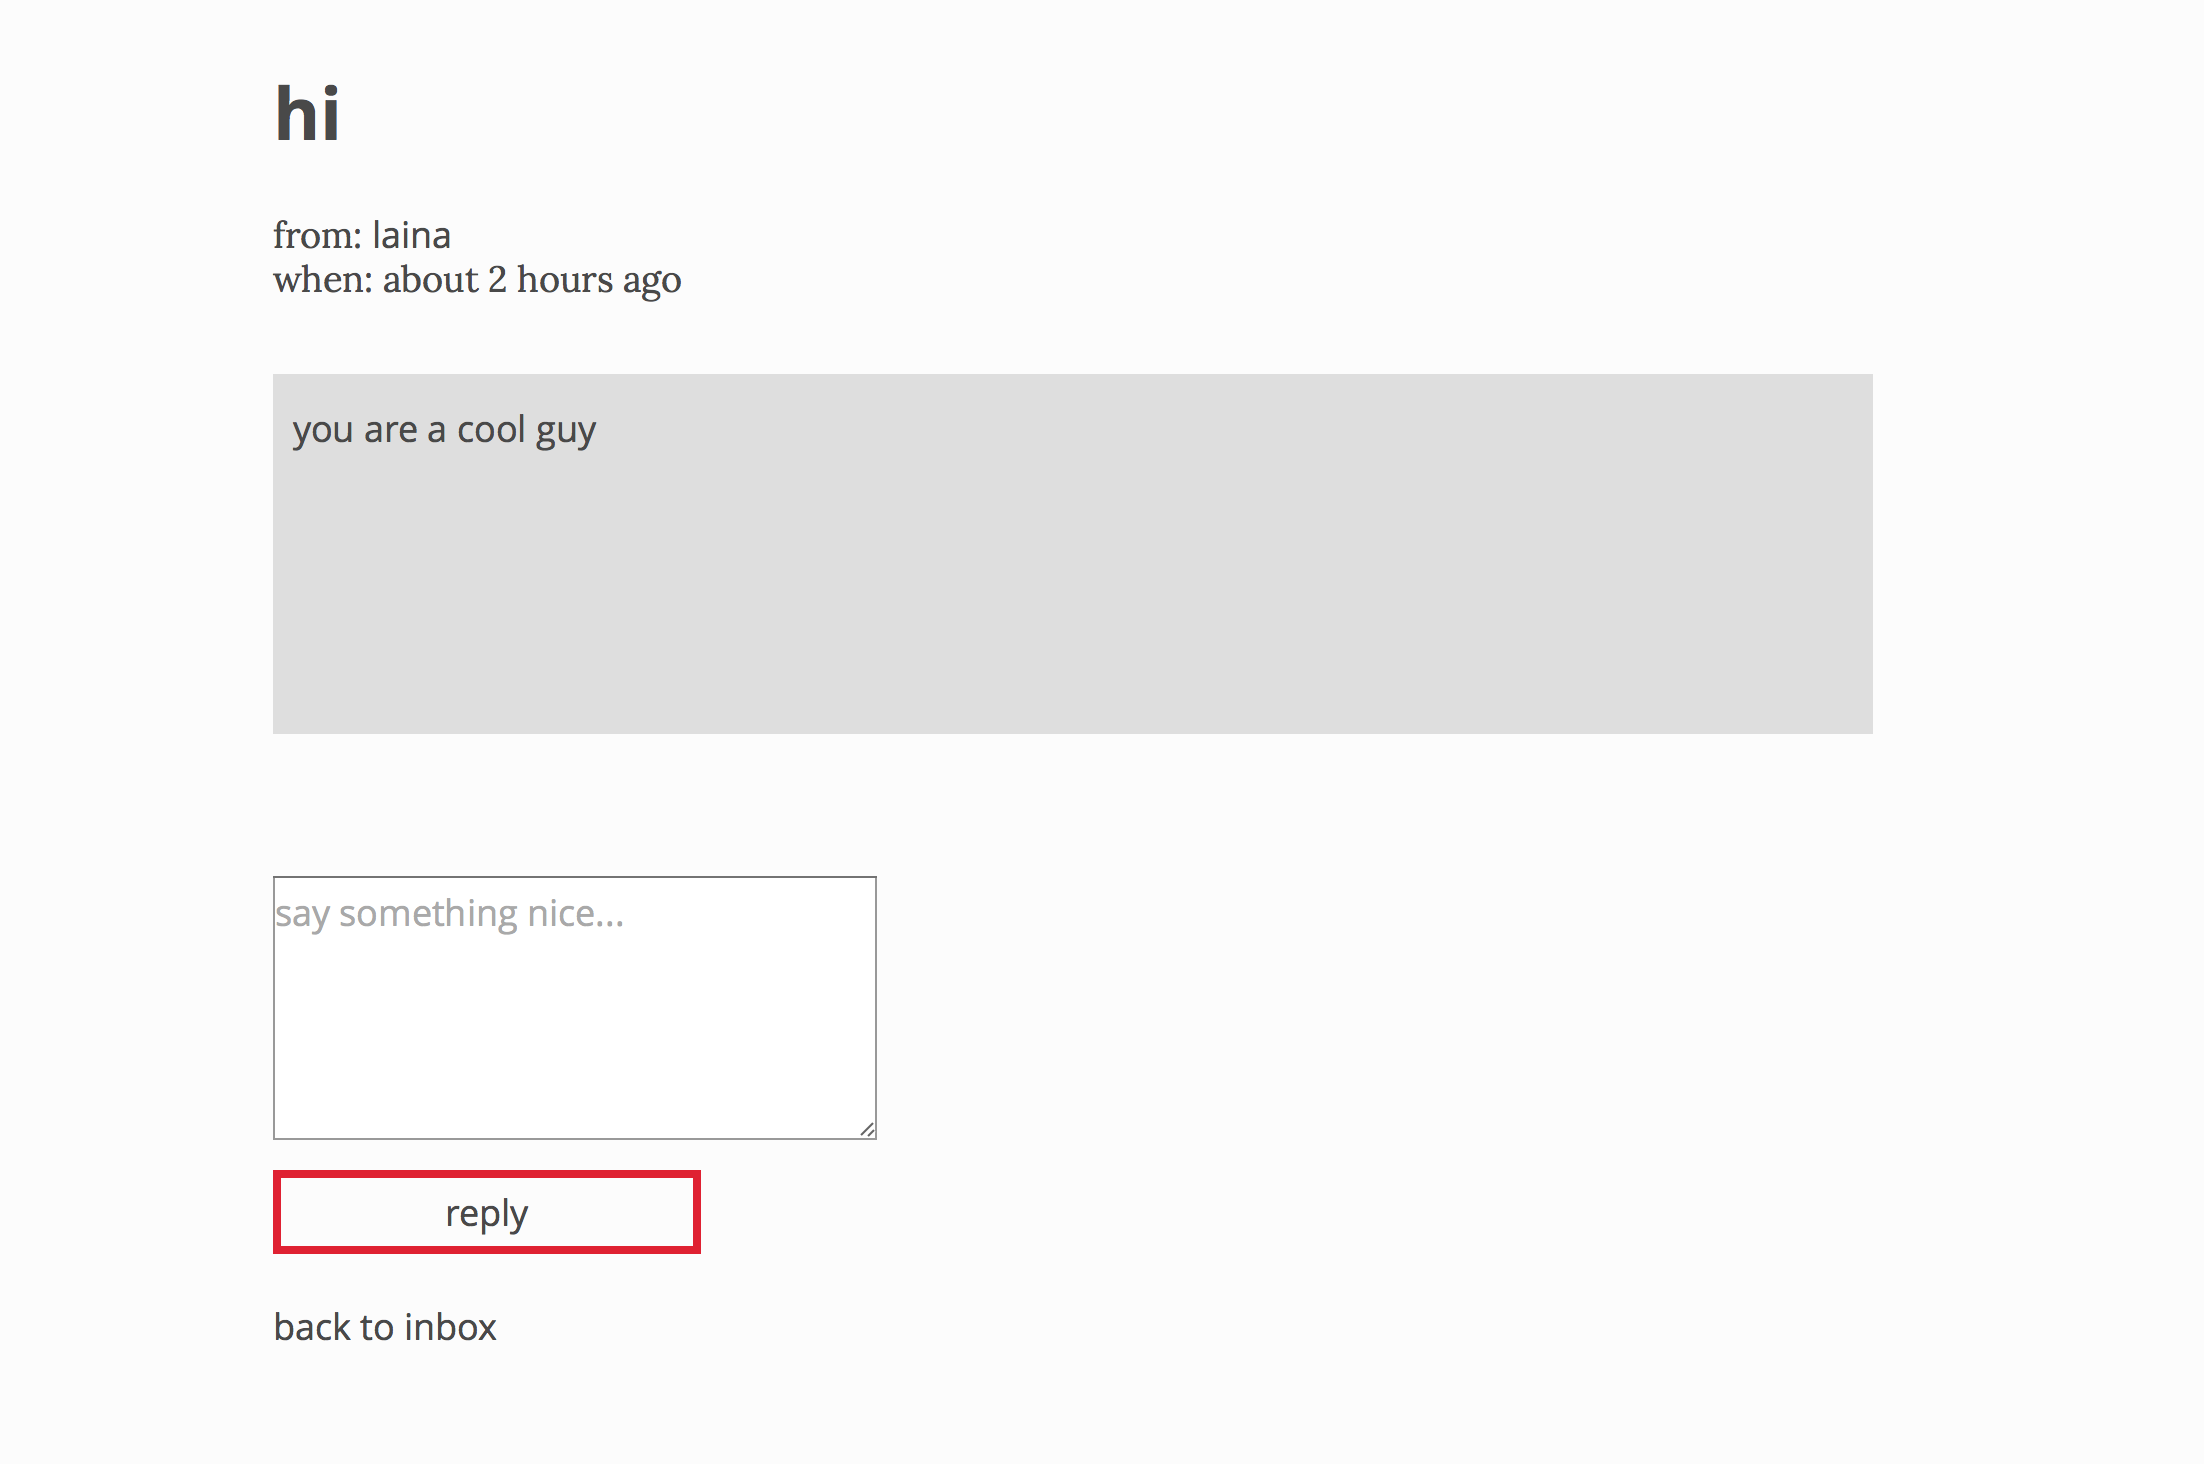 hi
from: laina
when: about 2 hours ago
you are a cool guy
say something nice...
reply
back to inbox